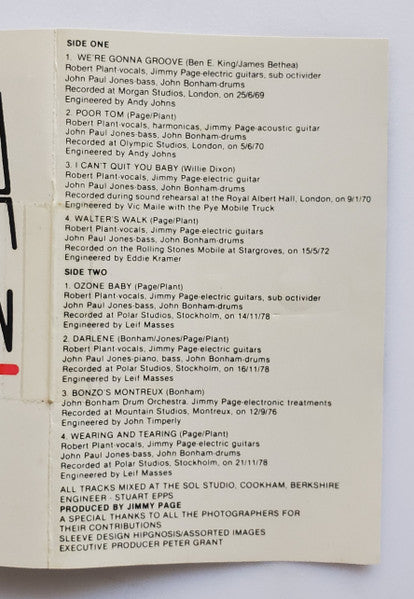 SIDE ONE
1. WE'RE GONNA GROOVE (Ben E. King/James Bethea)
Robert Plant-vocals, Jimmy Page-electric guitars, sub octivider
John Paul Jones-bass, John Bonham-drums
Recorded at Morgan Studios, London, on 25/6/69
Engineered by Andy Johns
2. POOR TOM (Page/Plant)
Robert Plant-vocals, harmonicas, Jimmy Page-acoustic guitar
John Paul Jones-bass, John Bonham-drums
Recorded at Olympic Studios, London, on 5/6/70
Engineered by Andy Johns
3. I CAN'T QUIT YOU BABY (Willie Dixon)
Robert Plant-vocals, Jimmy Page-electric guitar
John Paul Jones-bass, John Bonham-drums
Recorded during sound rehearsal at the Royal Albert Hall, London, on 9/1/70
Engineered by Vic Maile with the Pye Mobile Truck
4. WALTER'S WALK (Page/Plant)
Robert Plant-vocals, Jimmy Page-electric guitars
John Paul Jones-bass, John Bonham-drums
Recorded on the Rolling Stones Mobile at Stargroves, on 15/5/72
Engineered by Eddie Kramer
SIDE TWO
1. OZONE BABY (Page/Plant)
Robert Plant-vocals, Jimmy Page-electric guitars, sub octivider
John Paul Jones-bass, John Bonham-drums
Recorded at Polar Studios, Stockholm, on 14/11/78
Engineered by Leif Masses
2. DARLENE (Bonham/Jones/Page/Plant)
Robert Plant-vocals, Jimmy Page-electric guitars
John Paul Jones-piano, bass, John Bonham-drums
Recorded at Polar Studios, Stockholm, on 16/11/78
Engineered by Leif Masses
3. BONZO'S MONTREUX (Bonham)
John Bonham Drum Orchestra, Jimmy Page-electronic treatments
Recorded at Mountain Studios, Montreux, on 12/9/76
Engineered by John Timperly
4. WEARING AND TEARING (Page/Plant)
Robert Plant-vocals, Jimmy Page-electric guitars
John Paul Jones-bass, John Bonham-drums
Recorded at Polar Studios, Stockholm, on 21/11/78
Engineered by Leif Masses
ALL TRACKS MIXED AT THE SOL STUDIO, COOKHAM, BERKSHIRE
ENGINEER - STUART EPPS
PRODUCED BY JIMMY PAGE
A SPECIAL THANKS TO ALL THE PHOTOGRAPHERS FOR
THEIR CONTRIBUTIONS
SLEEVE DESIGN HIPGNOSIS/ASSORTED IMAGES
EXECUTIVE PRODUCER PETER GRANT